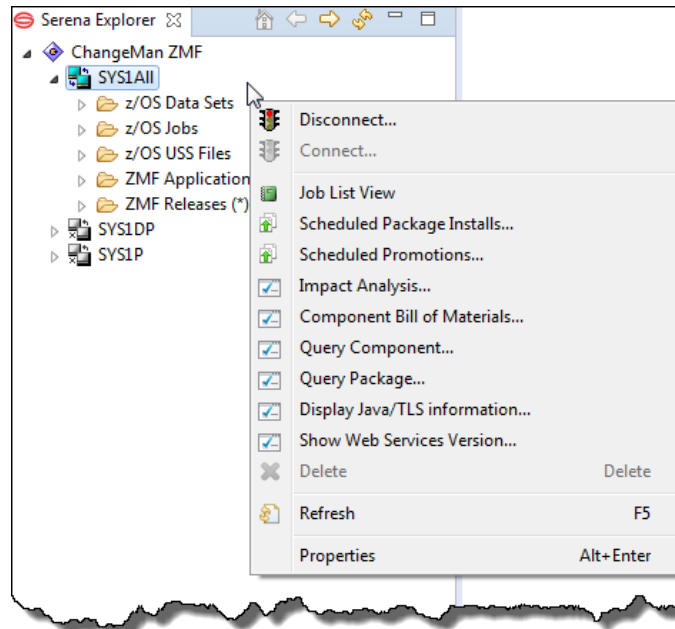 Serena Explorer
ChangeMan ZMF
SYS1All
z/OS Data Sets
z/OS Jobs
z/OS USS Files
ZMF Application
ZMF Releases (*)
SYS1DP
SYS1P
Disconnect...
Connect...
Job List View
Scheduled Package Installs...
Scheduled Promotions...
Impact Analysis...
Component Bill of Materials...
Query Component...
Query Package...
Display Java/TLS information...
Show Web Services Version...
Delete Delete
Refresh F5
Properties Alt+Enter